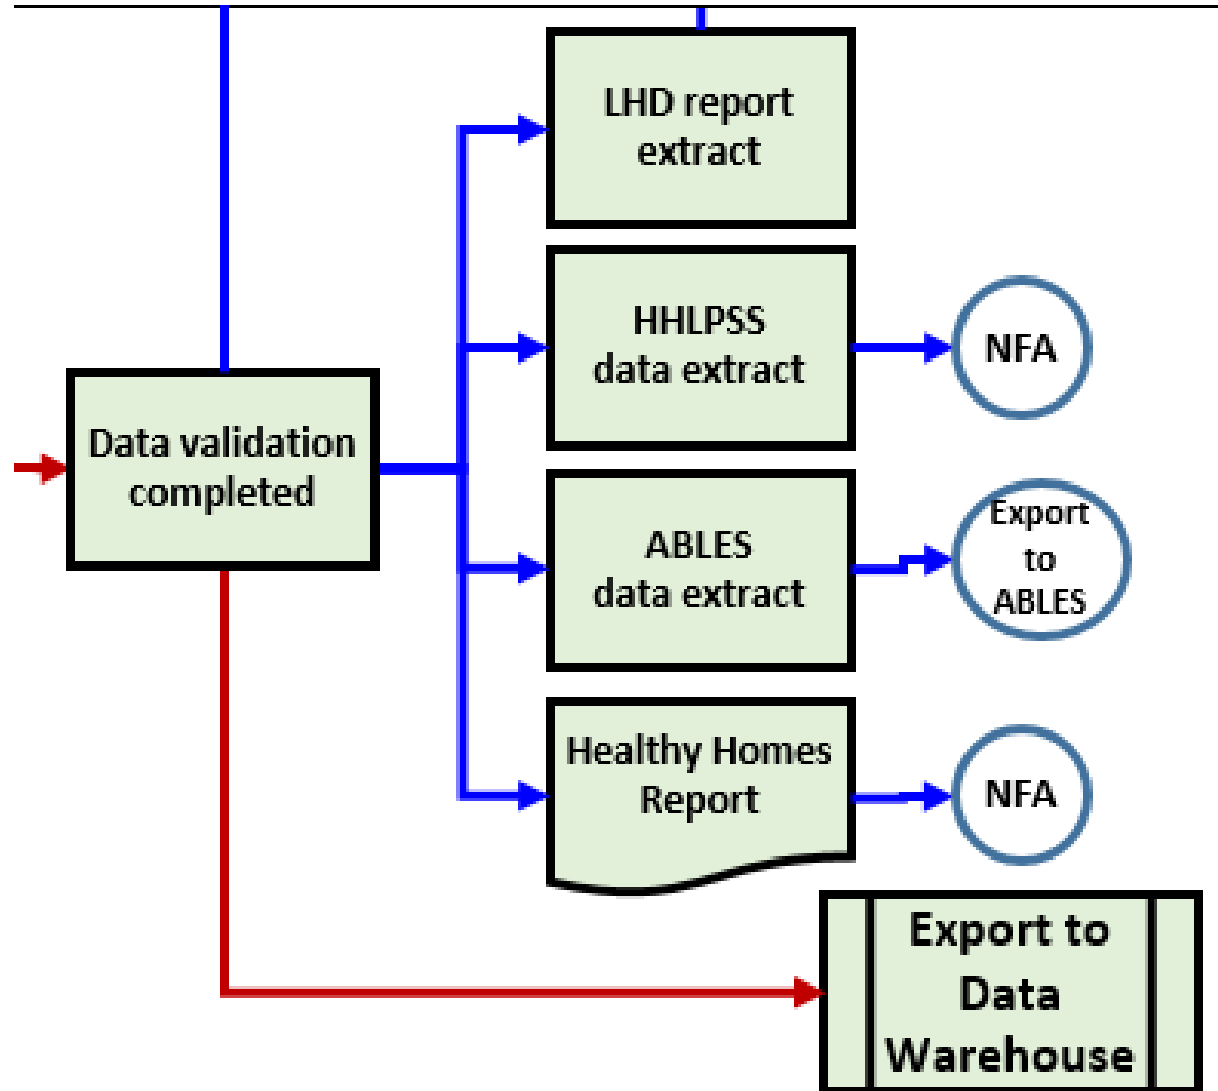 LHD report
extract
HHLPSS
data extract
NFA
Data validation
completed
ABLES
data extract
Export
to
ABLES
Healthy Homes
Report
NFA
Export to
Data
Warehouse